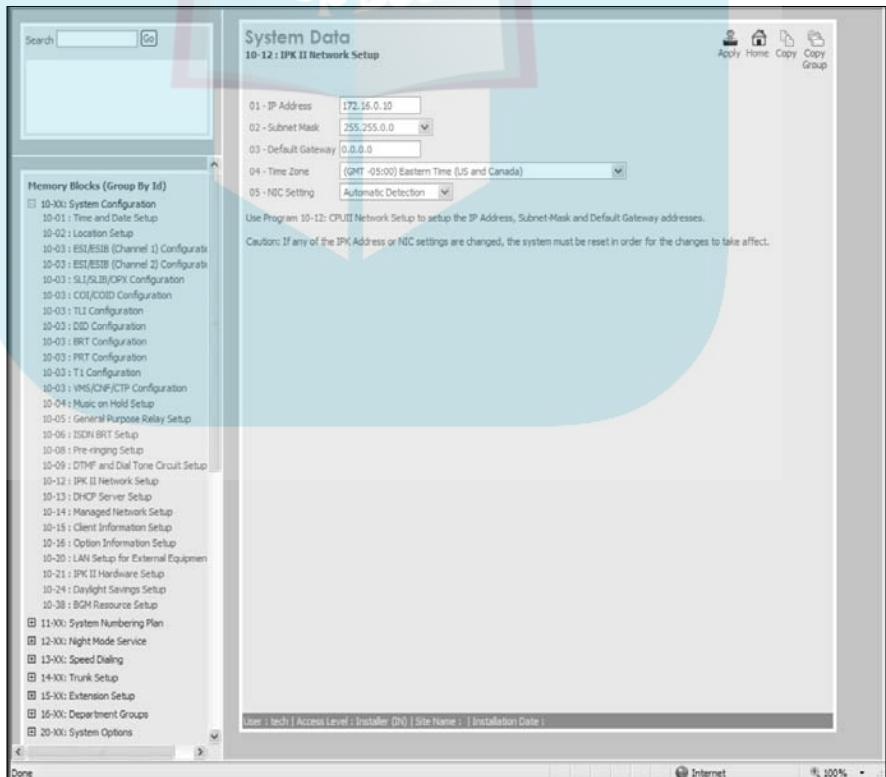 Search Go
System Data
10-12 : IPK II Network Setup
Apply Home Copy Copy Group
01 - IP Address 172.16.0.10
02 - Subnet Mask 255.255.0.0
03 - Default Gateway 0.0.0.0
04 - Time Zone (GMT -05:00) Eastern Time (US and Canada)
05 - NIC Setting Automatic Detection
Use Program 10-12: CPUII Network Setup to setup the IP Address, Subnet-Mask and Default Gateway addresses.
Caution: If any of the IPK Address or NIC settings are changed, the system must be reset in order for the changes to take affect.
Memory Blocks (Group By Id)
10-XX: System Configuration
10-01 : Time and Date Setup
10-02 : Location Setup
10-03 : ESI/ESIB (Channel 1) Configuratio
10-03 : ESI/ESIB (Channel 2) Configuratio
10-03 : SLI/SLIB/OPX Configuration
10-03 : COI/COID Configuration
10-03 : TLI Configuration
10-03 : DID Configuration
10-03 : BRT Configuration
10-03 : PRT Configuration
10-03 : T1 Configuration
10-03 : VMS/CNF/CTP Configuration
10-04 : Music on Hold Setup
10-05 : General Purpose Relay Setup
10-06 : ISDN BRT Setup
10-08 : Pre-ringing Setup
10-09 : DTMF and Dial Tone Circuit Setup
10-12 : IPK II Network Setup
10-13 : DHCP Server Setup
10-14 : Managed Network Setup
10-15 : Client Information Setup
10-16 : Option Information Setup
10-20 : LAN Setup for External Equipmen
10-21 : IPK II Hardware Setup
10-24 : Daylight Savings Setup
10-38 : BGM Resource Setup
11-XX: System Numbering Plan
12-XX: Night Mode Service
13-XX: Speed Dialing
14-XX: Trunk Setup
15-XX: Extension Setup
16-XX: Department Groups
20-XX: System Options
User : tech | Access Level : Installer (IN) | Site Name : | Installation Date :
Done Internet 100%